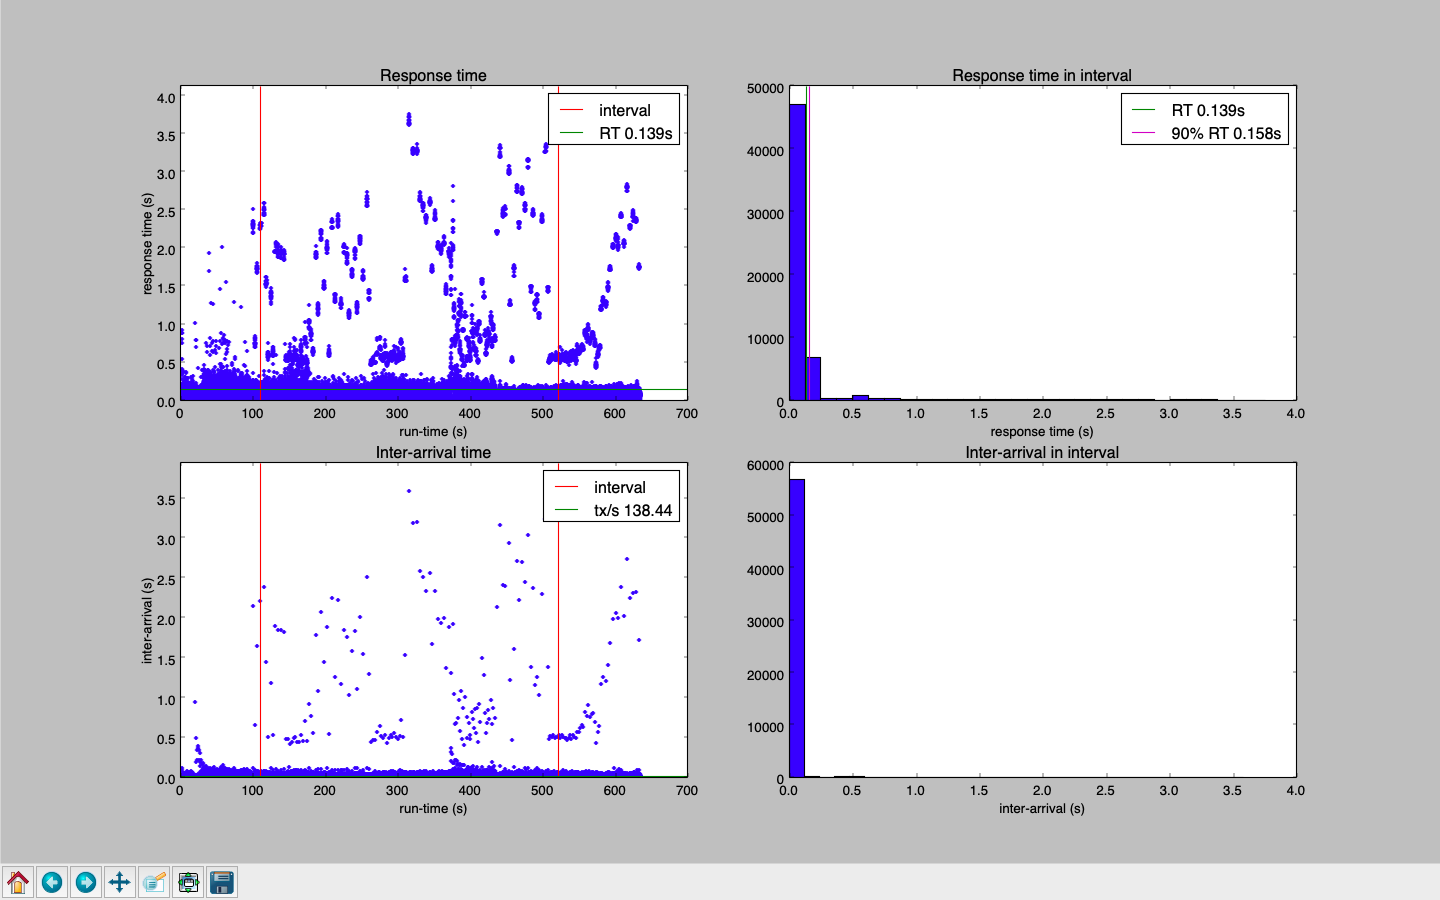 Response time
4.0
3.5
3.0
2.5
2.0
1.5
1.0
0.5
0.0
response time (s)
interval
RT 0.139s
0 100 200 300 400 500 600 700
run-time (s)
Response time in interval
50000
40000
30000
20000
10000
0
RT 0.139s
90% RT 0.158s
0.0 0.5 1.0 1.5 2.0 2.5 3.0 3.5 4.0
response time (s)
Inter-arrival time
3.5
3.0
2.5
2.0
1.5
1.0
0.5
0.0
inter-arrival (s)
interval
tx/s 138.44
0 100 200 300 400 500 600 700
run-time (s)
Inter-arrival in interval
60000
50000
40000
30000
20000
10000
0
0.0 0.5 1.0 1.5 2.0 2.5 3.0 3.5 4.0
inter-arrival (s)